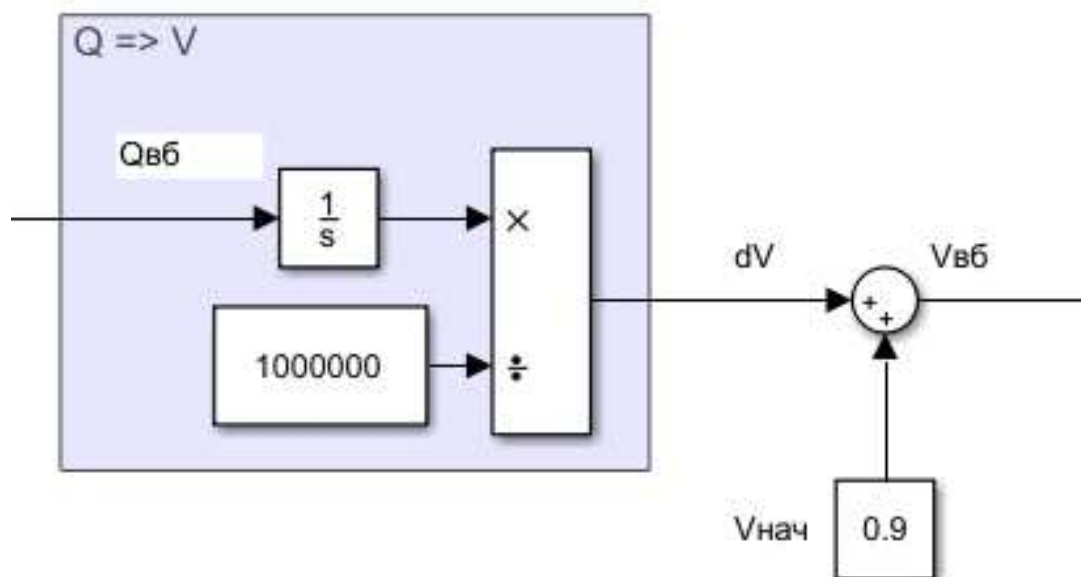 Q => V
Qвб
1
s
×
dV
Vвб
+
+
1000000
÷
Vнач
0.9